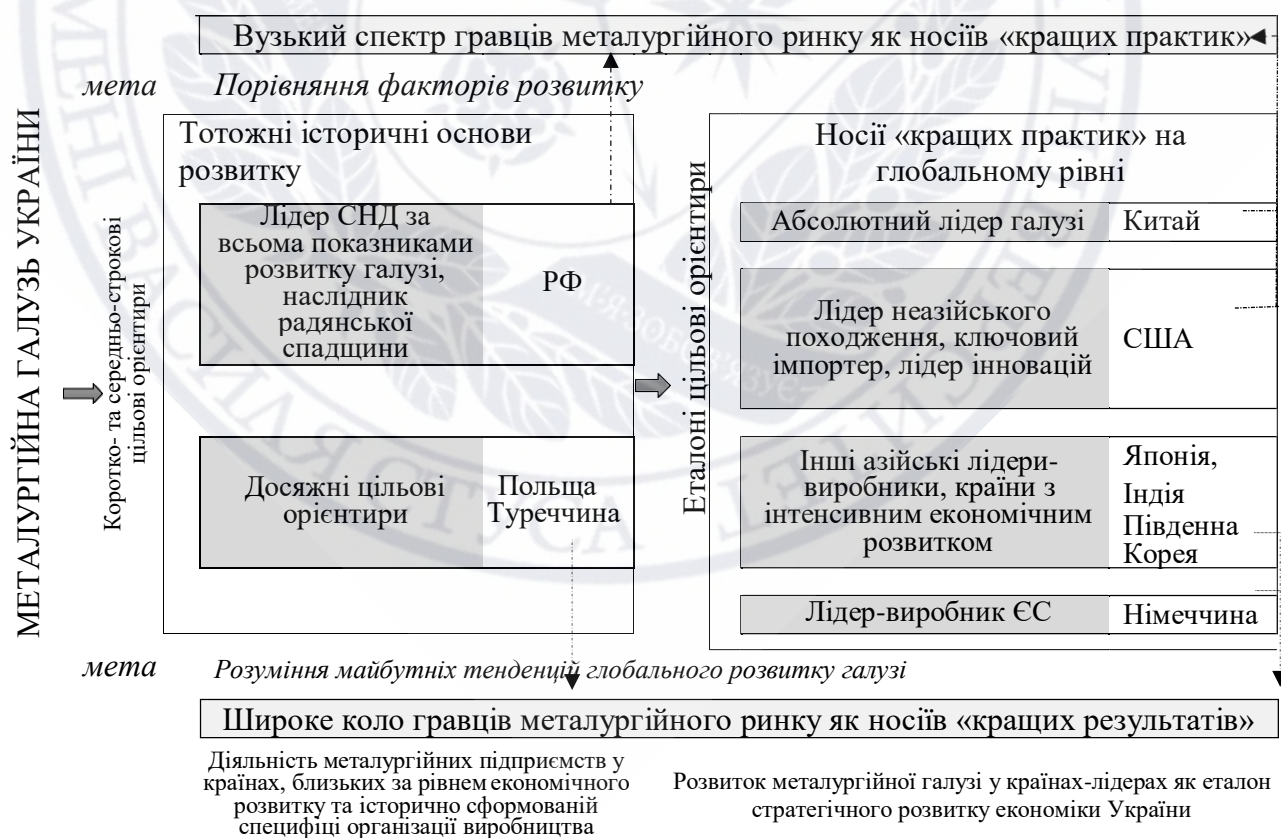 Вузький спектр гравців металургійного ринку як носіїв «кращих практик»
мета Порівняння факторів розвитку
МЕТАЛУРГІЙНА ГАЛУЗЬ УКРАЇНИ
Коротко- та середньо-строкові
цільові орієнтири
Тотожні історичні основи
розвитку
Лідер СНД за
всьома показниками
розвитку галузі,
наслідник
радянської
спадщини
РФ
Досяжні цільові
орієнтири
Польща
Туреччина
Еталоні цільові орієнтири
Носії «кращих практик» на
глобальному рівні
Абсолютний лідер галузі
Китай
Лідер неазійського
походження, ключовий
імпортер, лідер інновацій
США
Інші азійські лідери-
виробники, країни з
інтенсивним економічним
розвитком
Японія,
Індія
Південна
Корея
Лідер-виробник ЄС
Німеччина
мета Розуміння майбутніх тенденцій глобального розвитку галузі
Широке коло гравців металургійного ринку як носіїв «кращих результатів»
Діяльність металургійних підприємств у
країнах, близьких за рівнем економічного
розвитку та історично сформованій
специфіці організації виробництва
Розвиток металургійної галузі у країнах-лідерах як еталон
стратегічного розвитку економіки України